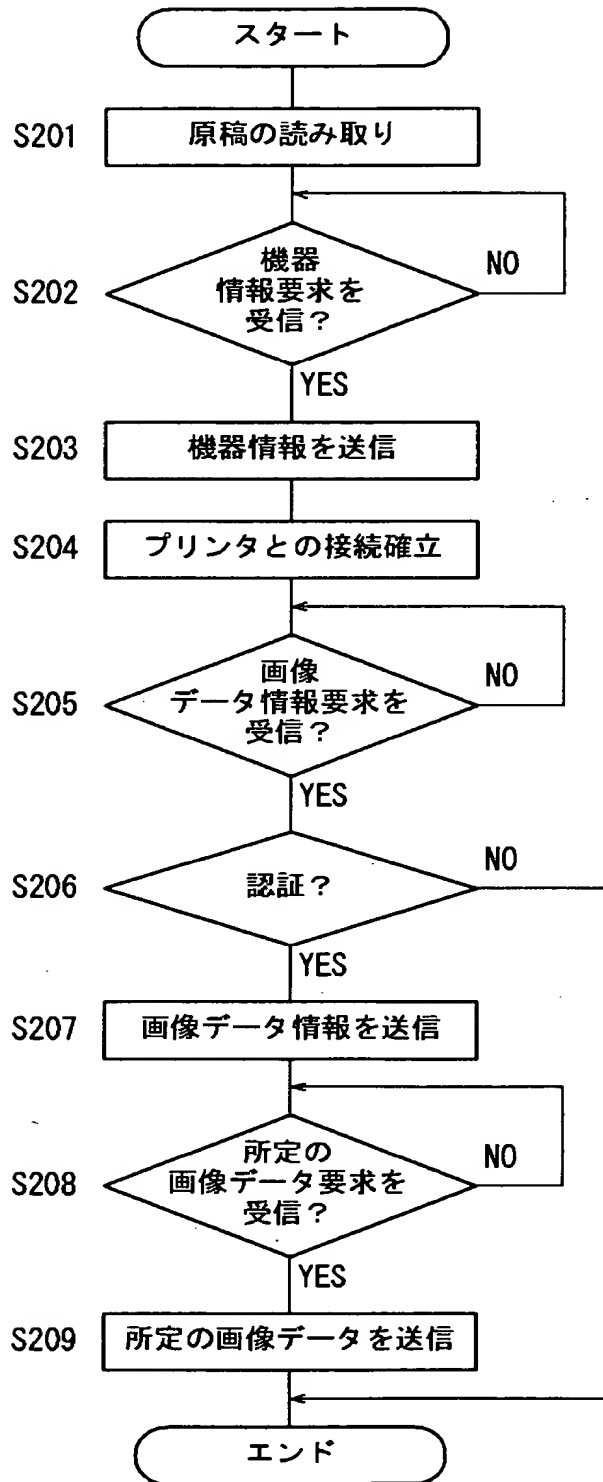 スタート
S201
原稿の読み取り
S202
機器
情報要求を
受信？
NO
YES
S203
機器情報を送信
S204
プリンタとの接続確立
S205
画像
データ情報要求を
受信？
NO
YES
S206
認証？
NO
YES
S207
画像データ情報を送信
S208
所定の
画像データ要求を
受信？
NO
YES
S209
所定の画像データを送信
エンド